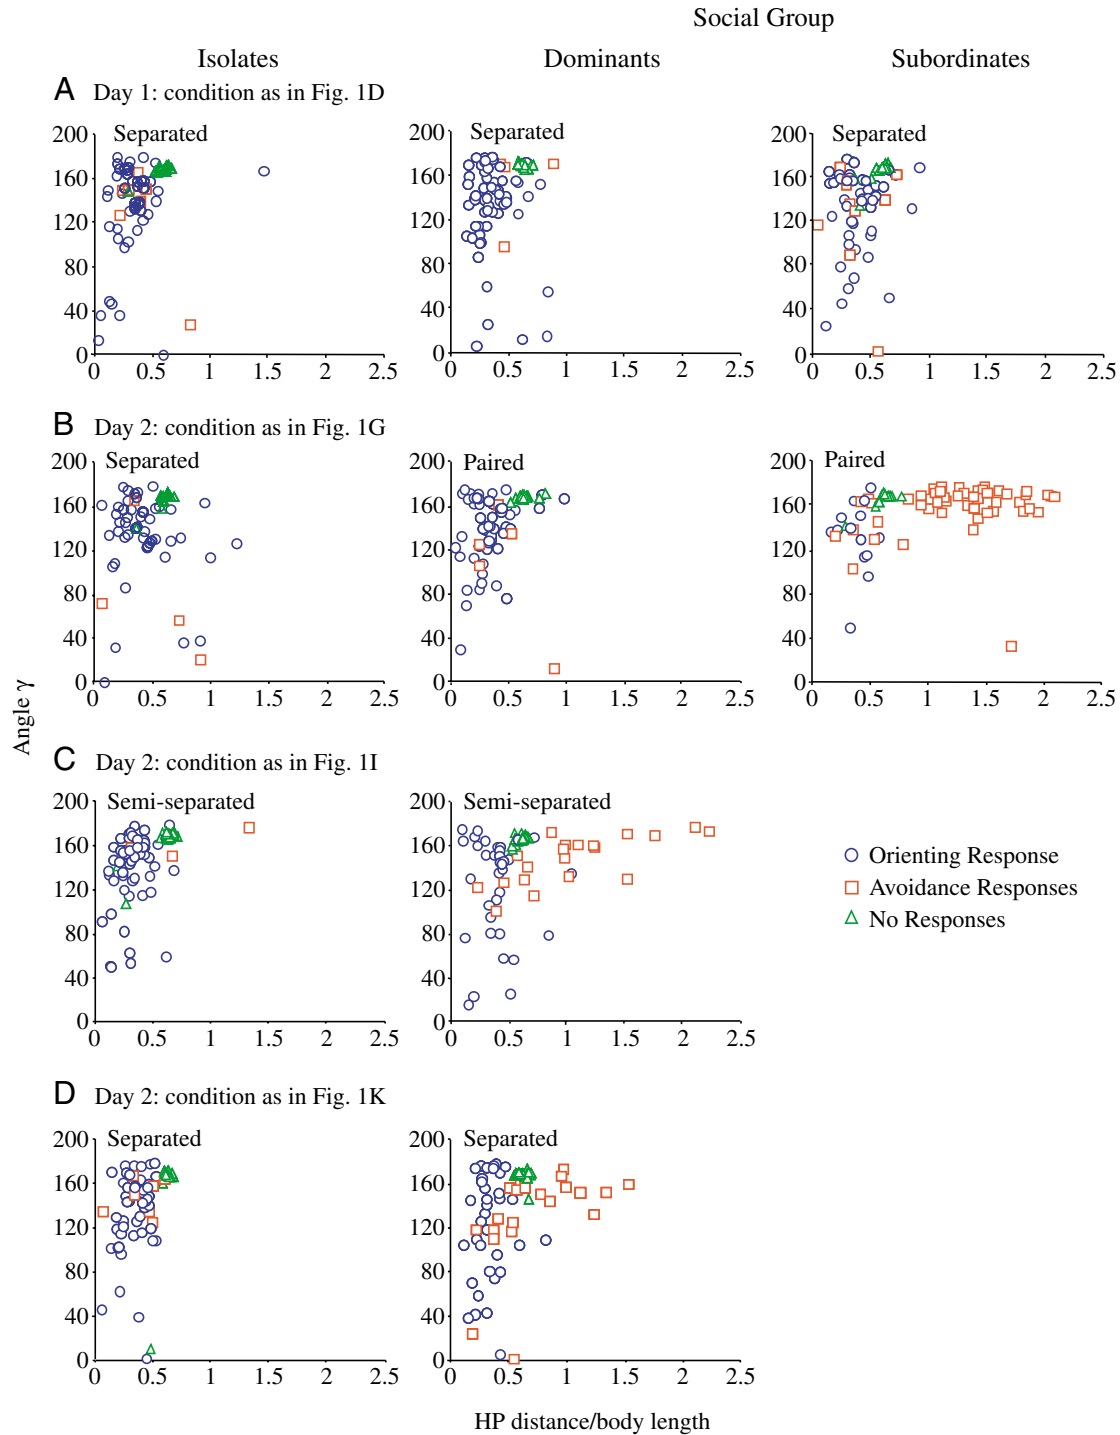 Social Group
Isolates Dominants Subordinates
A Day 1: condition as in Fig. 1D
Separated Separated Separated
200 200 200
160 160 160
120 120 120
80 80 80
40 40 40
0 0 0
0 0.5 1 1.5 2 2.5 0 0.5 1 1.5 2 2.5 0 0.5 1 1.5 2 2.5
B Day 2: condition as in Fig. 1G
Separated Paired Paired
200 200 200
160 160 160
120 120 120
80 80 80
40 40 40
0 0 0
0 0.5 1 1.5 2 2.5 0 0.5 1 1.5 2 2.5 0 0.5 1 1.5 2 2.5
Angle γ
C Day 2: condition as in Fig. 1I
Semi-separated Semi-separated
200 200
160 160
120 120
80 80
40 40
0 0
0 0.5 1 1.5 2 2.5 0 0.5 1 1.5 2 2.5
Orienting Response
Avoidance Responses
No Responses
D Day 2: condition as in Fig. 1K
Separated Separated
200 200
160 160
120 120
80 80
40 40
0 0
0 0.5 1 1.5 2 2.5 0 0.5 1 1.5 2 2.5
HP distance/body length